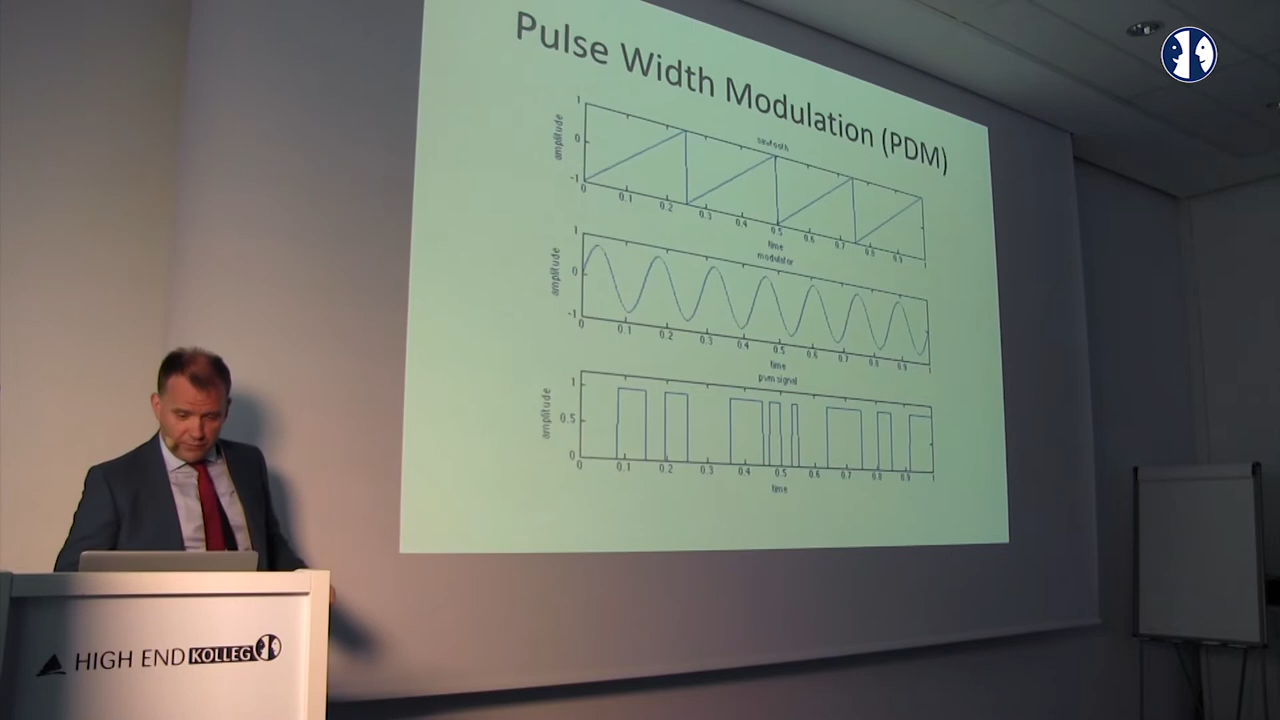 Pulse Width Modulation (PDM)
sawtooth
amplitude
1
0
-1
0 0.1 0.2 0.3 0.4 0.5 0.6 0.7 0.8 0.9 1
time
modulator
amplitude
1
0
-1
0 0.1 0.2 0.3 0.4 0.5 0.6 0.7 0.8 0.9 1
time
pwm signal
amplitude
1
0.5
0
0 0.1 0.2 0.3 0.4 0.5 0.6 0.7 0.8 0.9 1
time
HIGH END KOLLEG